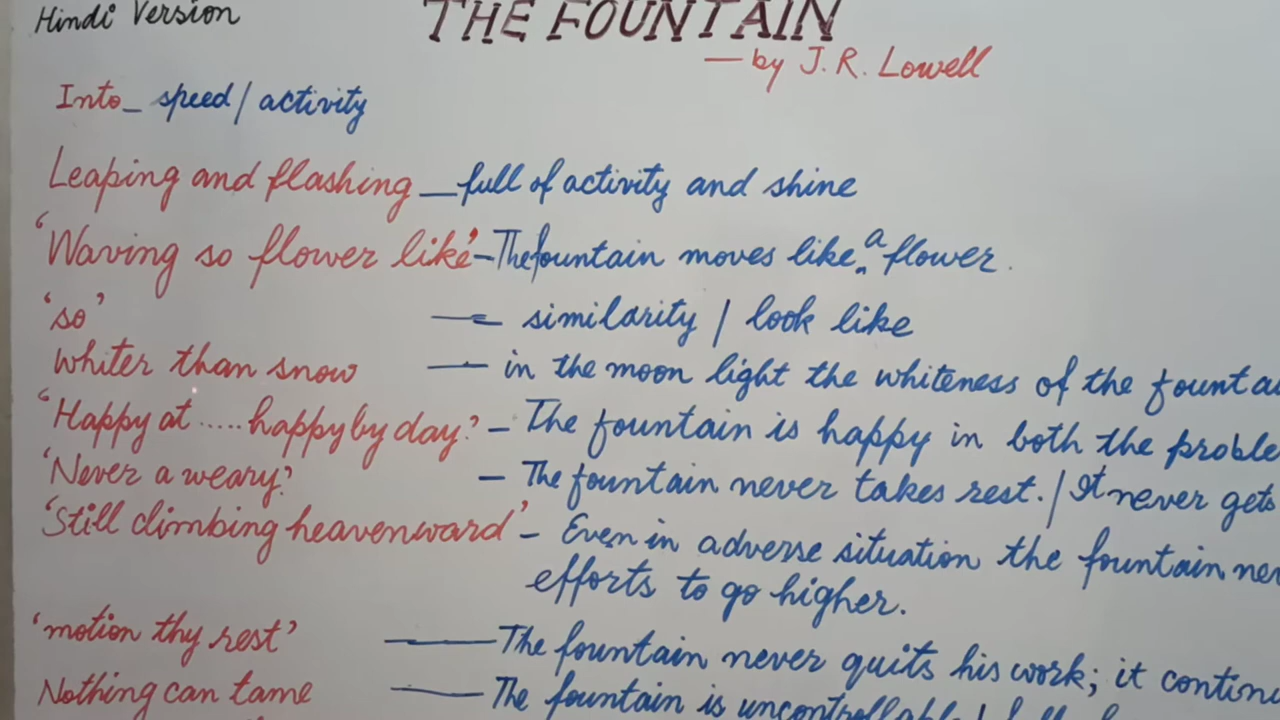 Hindi Version
THE FOUNTAIN
— by J. R. Lowell
Into_ speed / activity
Leaping and flashing _ full of activity and shine
'Waving so flower like' - The fountain moves like a flower.
'so' — similarity / look like
whiter than snow — in the moon light the whiteness of the
'Happy at ..... happy by day.' - The fountain is happy in both the
'Never a weary.' - The fountain never takes rest. / It never gets
'Still climbing heavenward' - Even in adverse situation the fountain
efforts to go higher.
'motion thy rest' — The fountain never quits his work; it
Nothing can tame — The fountain is uncontrollable /